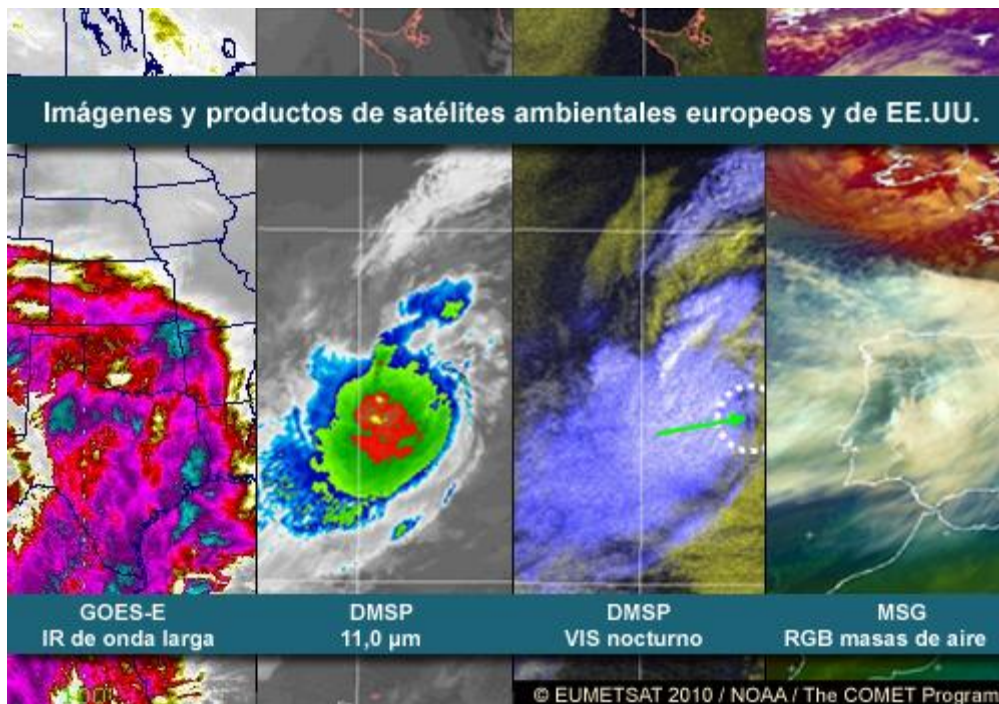 Imágenes y productos de satélites ambientales europeos y de EE.UU.
GOES-E
IR de onda larga
DMSP
11,0 µm
DMSP
VIS nocturno
MSG
RGB masas de aire
© EUMETSAT 2010 / NOAA / The COMET Program